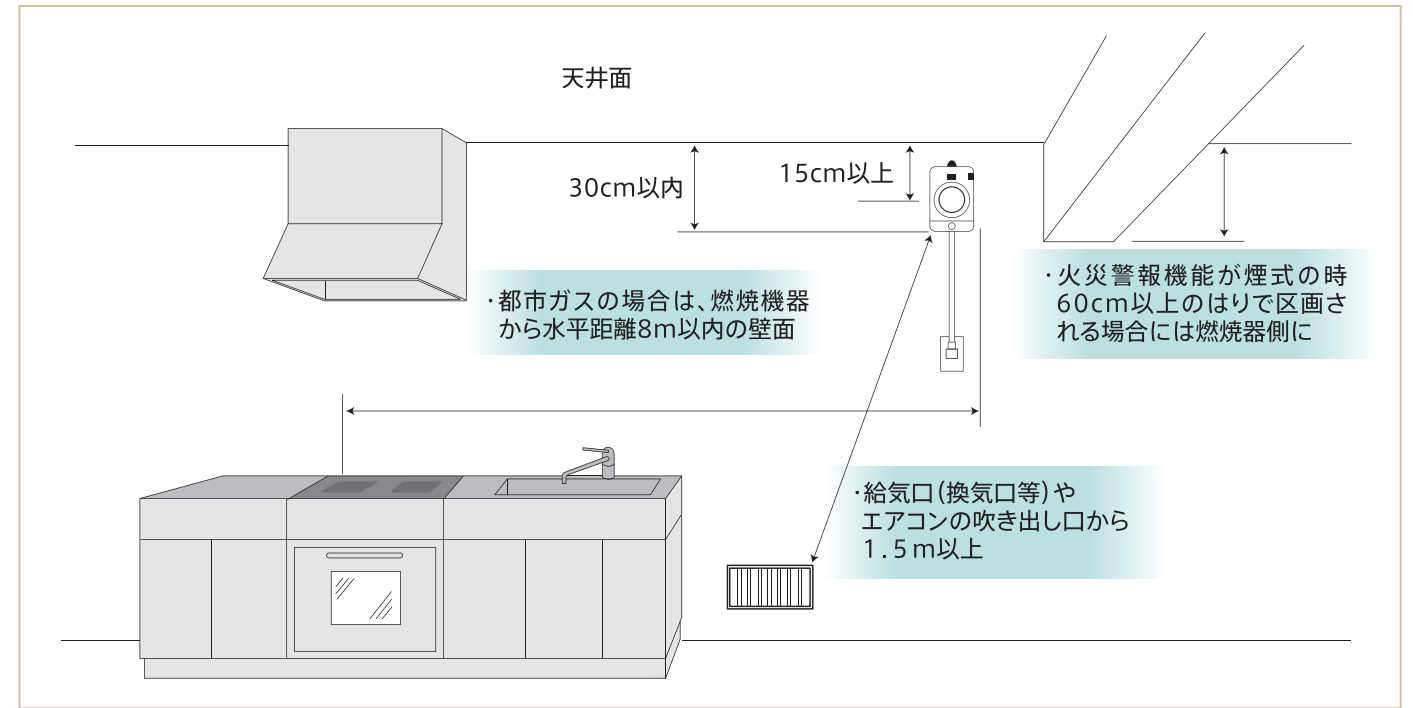 天井面
30cm以内
15cm以上
・都市ガスの場合は、燃焼機器
から水平距離8m以内の壁面
・火災警報機能が煙式の時
60cm以上のはりで区画さ
れる場合には燃焼器側に
・給気口(換気口等)や
エアコンの吹き出し口から
1.5m以上